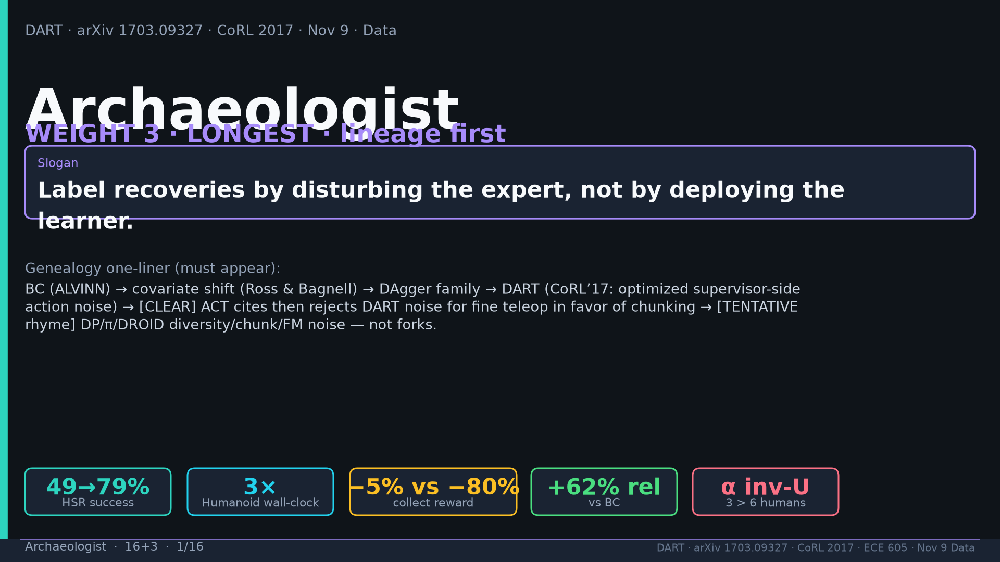 DART · arXiv 1703.09327 · CoRL 2017 · Nov 9 · Data
Archaeologist
WEIGHT 3 · LONGEST · lineage first
Slogan
Label recoveries by disturbing the expert, not by deploying the
learner.
Genealogy one-liner (must appear):
BC (ALVINN) → covariate shift (Ross & Bagnell) → DAgger family → DART (CoRL’17: optimized supervisor-side
action noise) → [CLEAR] ACT cites then rejects DART noise for fine teleop in favor of chunking → [TENTATIVE
rhyme] DP/π/DROID diversity/chunk/FM noise — not forks.
49→79%
HSR success
3×
Humanoid wall-clock
−5% vs −80%
collect reward
+62% rel
vs BC
α inv-U
3 > 6 humans
Archaeologist · 16+3 · 1/16
DART · arXiv 1703.09327 · CoRL 2017 · ECE 605 · Nov 9 Data